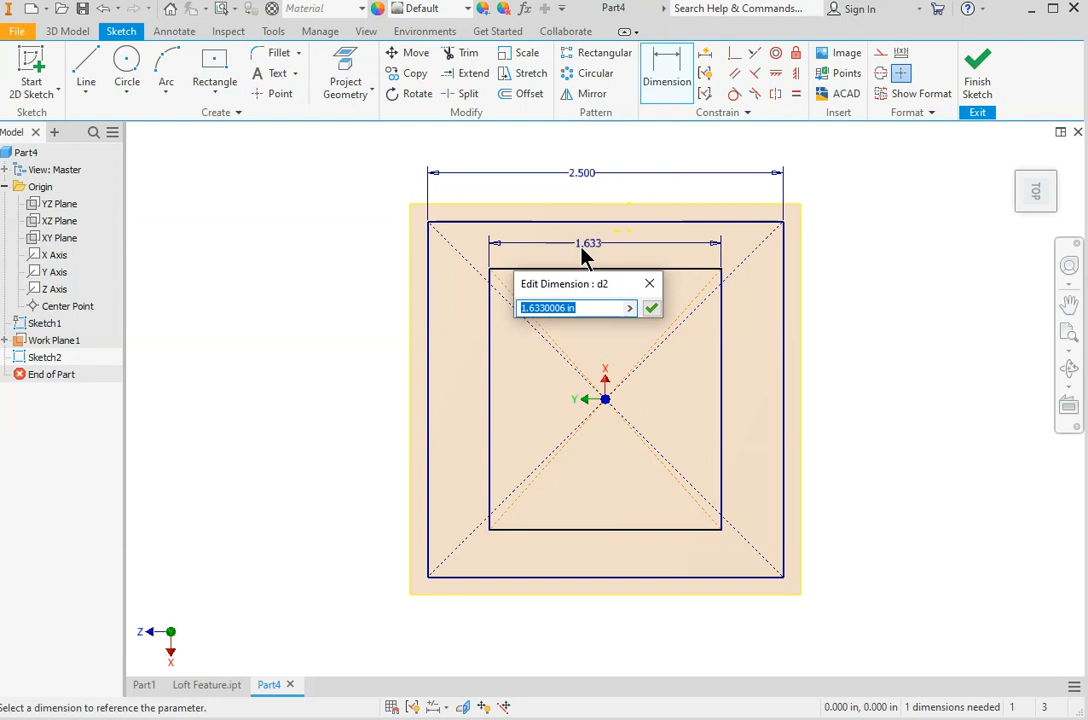 Material
Default
Part4
Search Help & Commands...
Sign In
File
3D Model
Sketch
Annotate
Inspect
Tools
Manage
View
Environments
Get Started
Collaborate
Start
2D Sketch
Line
Circle
Arc
Rectangle
Fillet
Text
Point
Project
Geometry
Move
Copy
Rotate
Trim
Extend
Split
Scale
Stretch
Offset
Rectangular
Circular
Mirror
Dimension
Image
Points
ACAD
Show Format
Finish
Sketch
Sketch
Create
Modify
Pattern
Constrain
Insert
Format
Exit
Model
Part4
View: Master
Origin
YZ Plane
XZ Plane
XY Plane
X Axis
Y Axis
Z Axis
Center Point
Sketch1
Work Plane1
Sketch2
End of Part
2.500
1.633
Edit Dimension : d2
1.6330006 in
X
Y
TOP
Z
X
Part1
Loft Feature.ipt
Part4
Select a dimension to reference the parameter.
0.000 in, 0.000 in
1 dimensions needed
1
3